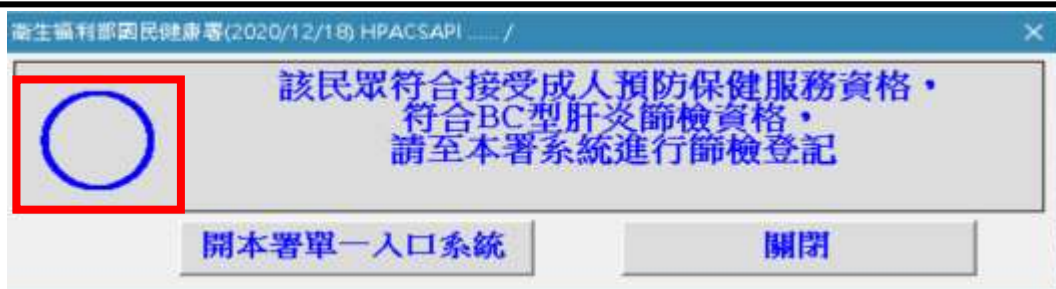 衛生福利部國民健康署(2020/12/18) HPACSAPI ...... /
該民眾符合接受成人預防保健服務資格，
符合BC型肝炎篩檢資格，
請至本署系統進行篩檢登記
開本署單一入口系統
關閉